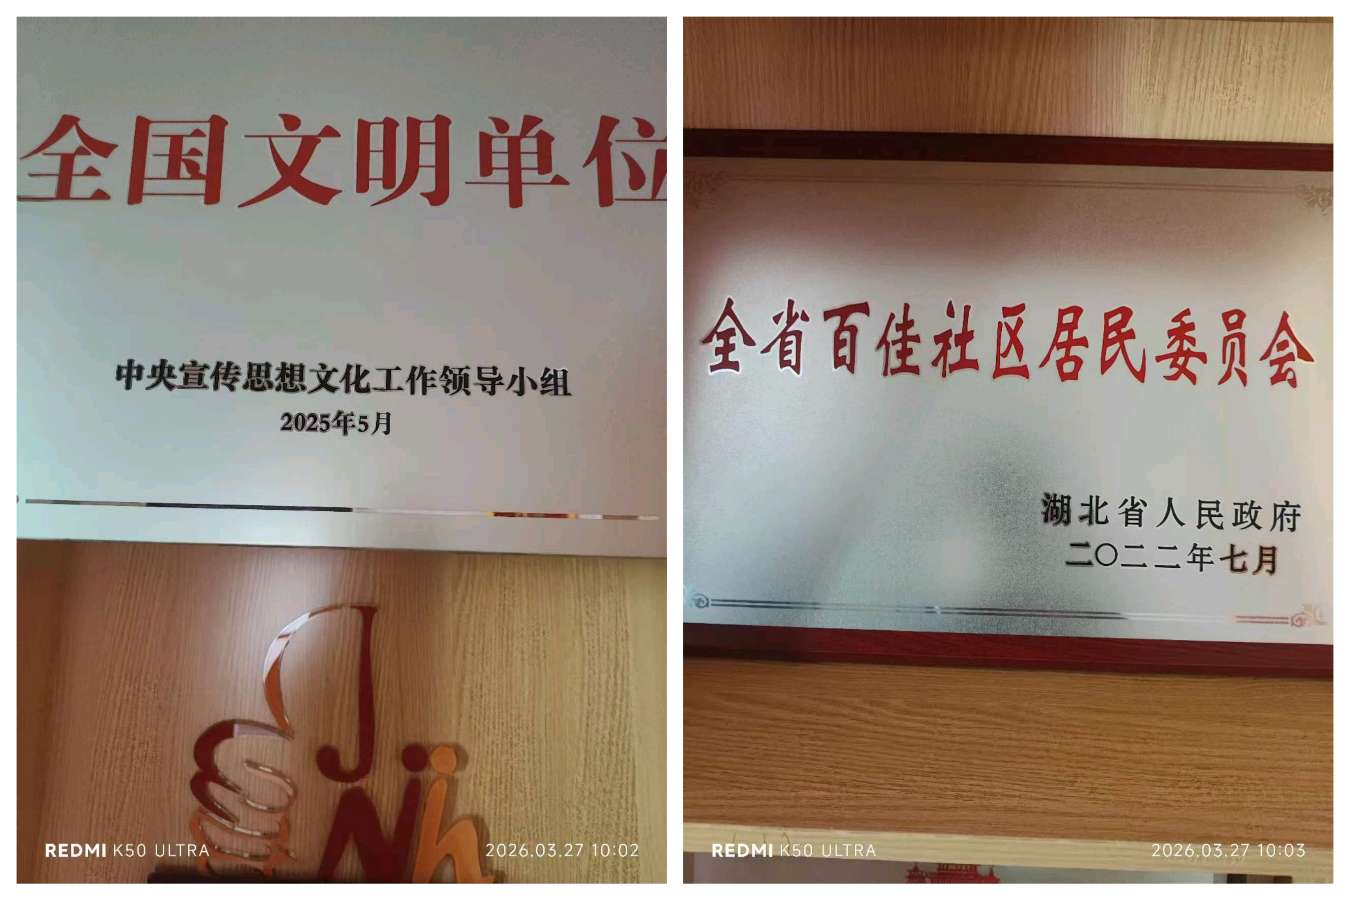 全国文明单位
中央宣传思想文化工作领导小组
2025年5月
REDMI K50 ULTRA
2026.03.27 10:02
全省百佳社区居民委员会
湖北省人民政府
二〇二二年七月
REDMI K50 ULTRA
2026.03.27 10:03